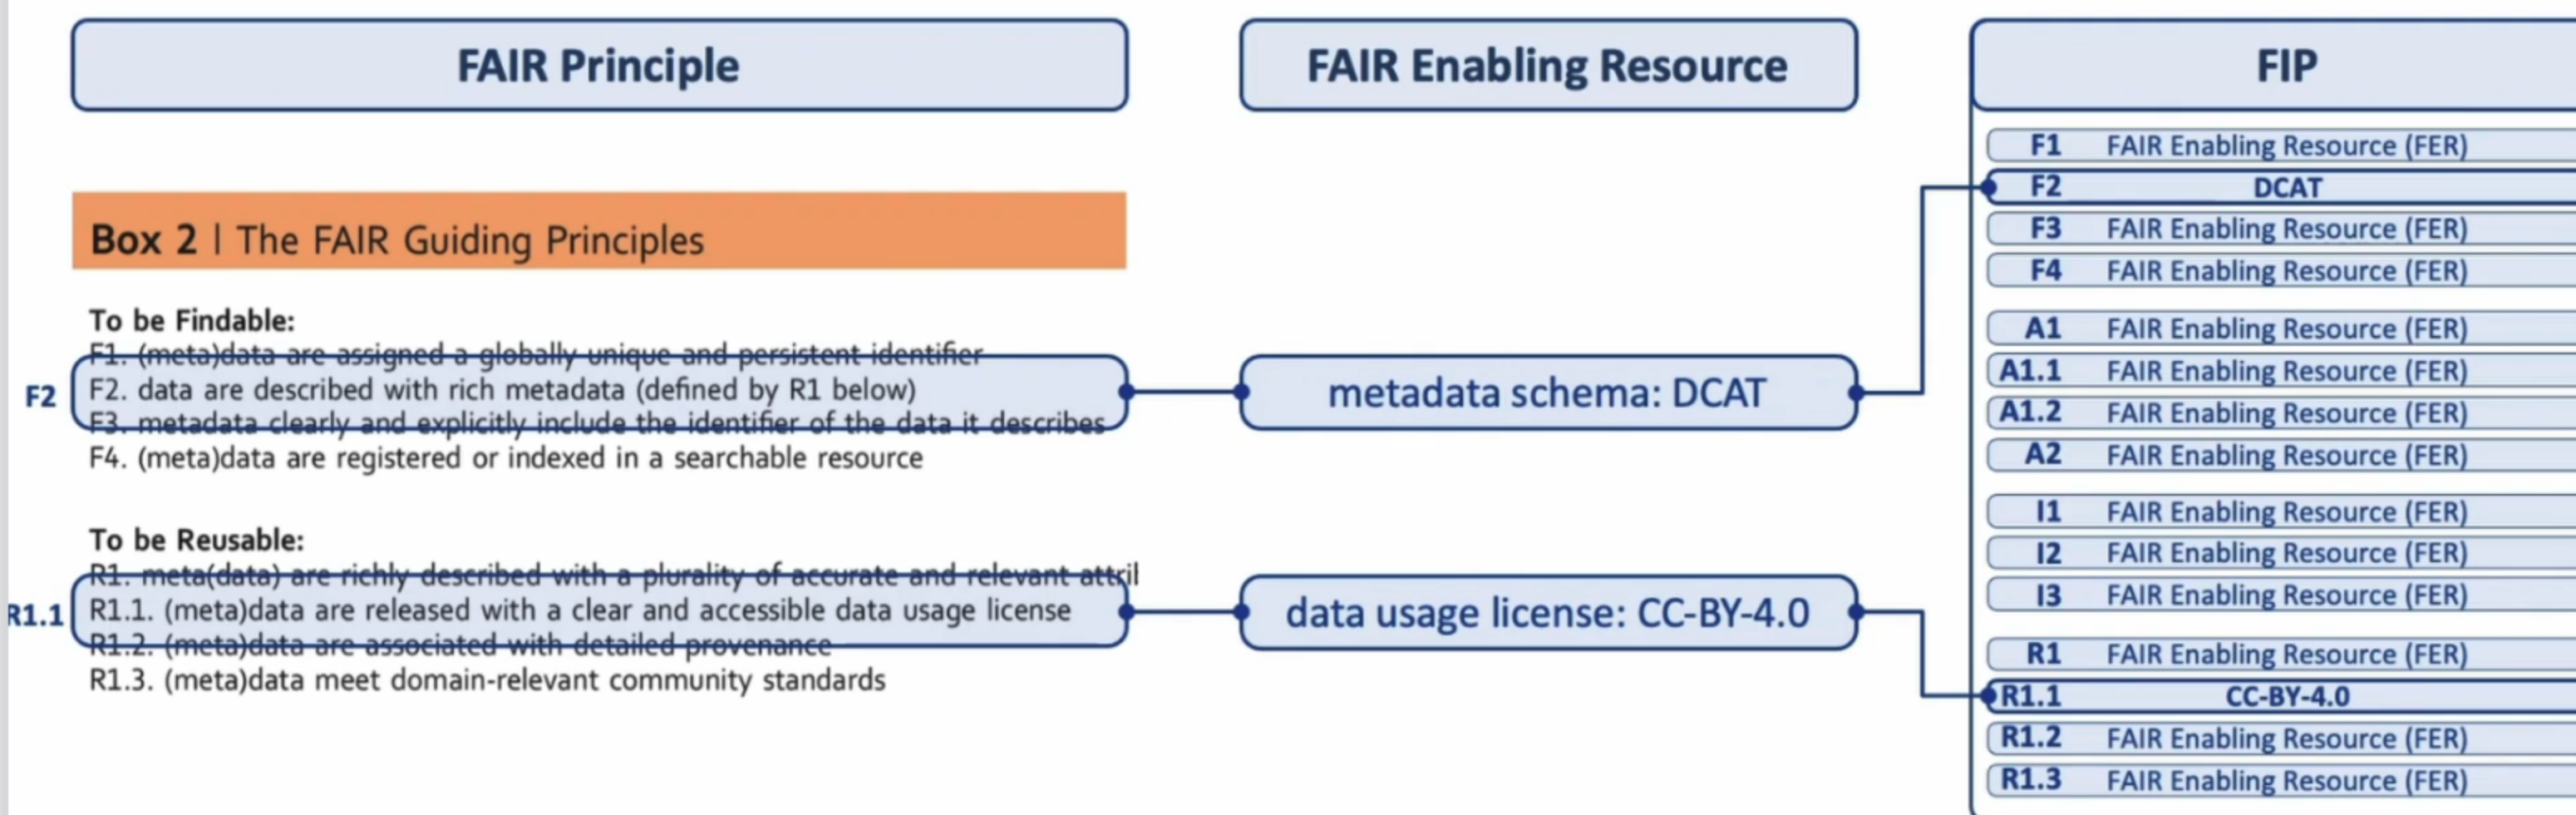 FAIR Principle
FAIR Enabling Resource
FIP
Box 2 | The FAIR Guiding Principles
To be Findable:
F1. (meta)data are assigned a globally unique and persistent identifier
F2
F2. data are described with rich metadata (defined by R1 below)
F3. metadata clearly and explicitly include the identifier of the data it describes
F4. (meta)data are registered or indexed in a searchable resource
To be Reusable:
R1. meta(data) are richly described with a plurality of accurate and relevant attril
R1.1
R1.1. (meta)data are released with a clear and accessible data usage license
R1.2. (meta)data are associated with detailed provenance
R1.3. (meta)data meet domain-relevant community standards
metadata schema: DCAT
data usage license: CC-BY-4.0
F1 FAIR Enabling Resource (FER)
F2 DCAT
F3 FAIR Enabling Resource (FER)
F4 FAIR Enabling Resource (FER)
A1 FAIR Enabling Resource (FER)
A1.1 FAIR Enabling Resource (FER)
A1.2 FAIR Enabling Resource (FER)
A2 FAIR Enabling Resource (FER)
I1 FAIR Enabling Resource (FER)
I2 FAIR Enabling Resource (FER)
I3 FAIR Enabling Resource (FER)
R1 FAIR Enabling Resource (FER)
R1.1 CC-BY-4.0
R1.2 FAIR Enabling Resource (FER)
R1.3 FAIR Enabling Resource (FER)